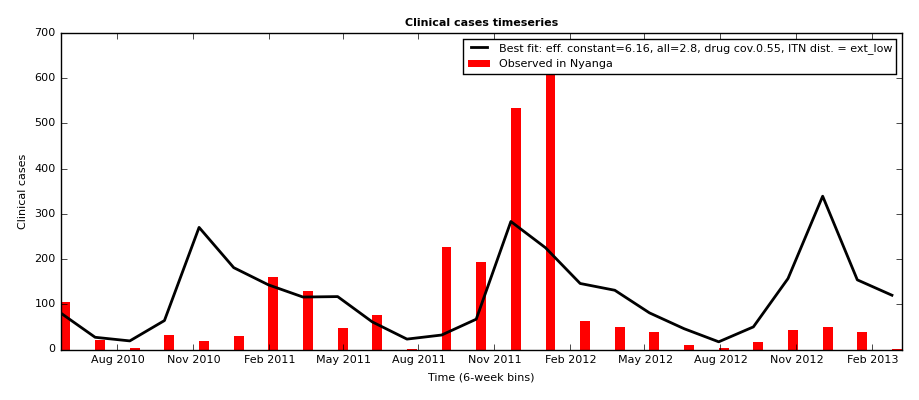 Clinical cases timeseries
Best fit: eff. constant=6.16, all=2.8, drug cov.0.55, ITN dist. = ext_low
Observed in Nyanga
Clinical cases
700
600
500
400
300
200
100
0
Aug 2010 Nov 2010 Feb 2011 May 2011 Aug 2011 Nov 2011 Feb 2012 May 2012 Aug 2012 Nov 2012 Feb 2013
Time (6-week bins)